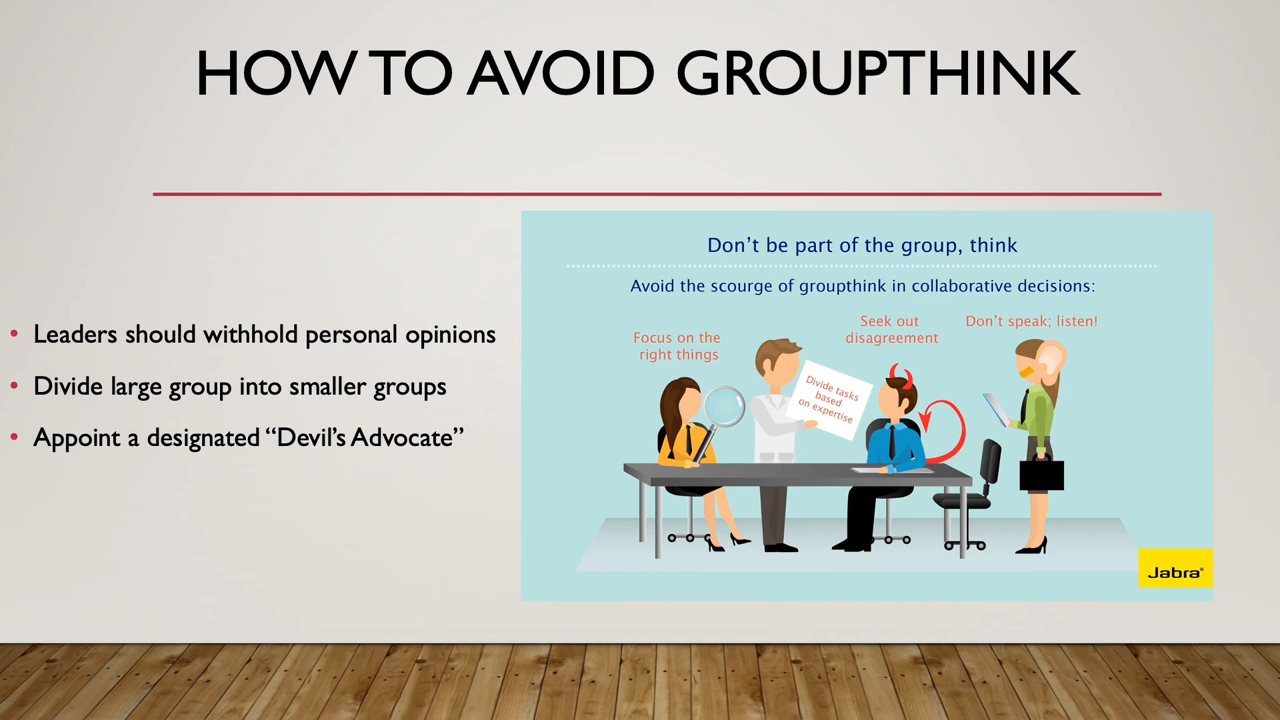 HOW TO AVOID GROUPTHINK
• Leaders should withhold personal opinions
• Divide large group into smaller groups
• Appoint a designated “Devil’s Advocate”
Don’t be part of the group, think
Avoid the scourge of groupthink in collaborative decisions:
Focus on the
right things
Divide tasks
based
on expertise
Seek out
disagreement
Don’t speak; listen!
Jabra®